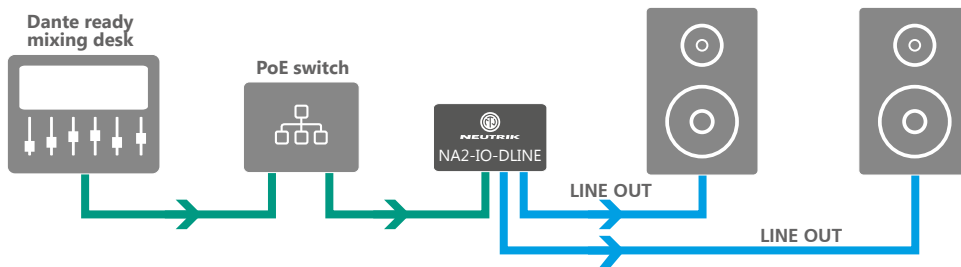 Dante ready
mixing desk
PoE switch
NEUTRIK
NA2-IO-DLINE
LINE OUT
LINE OUT